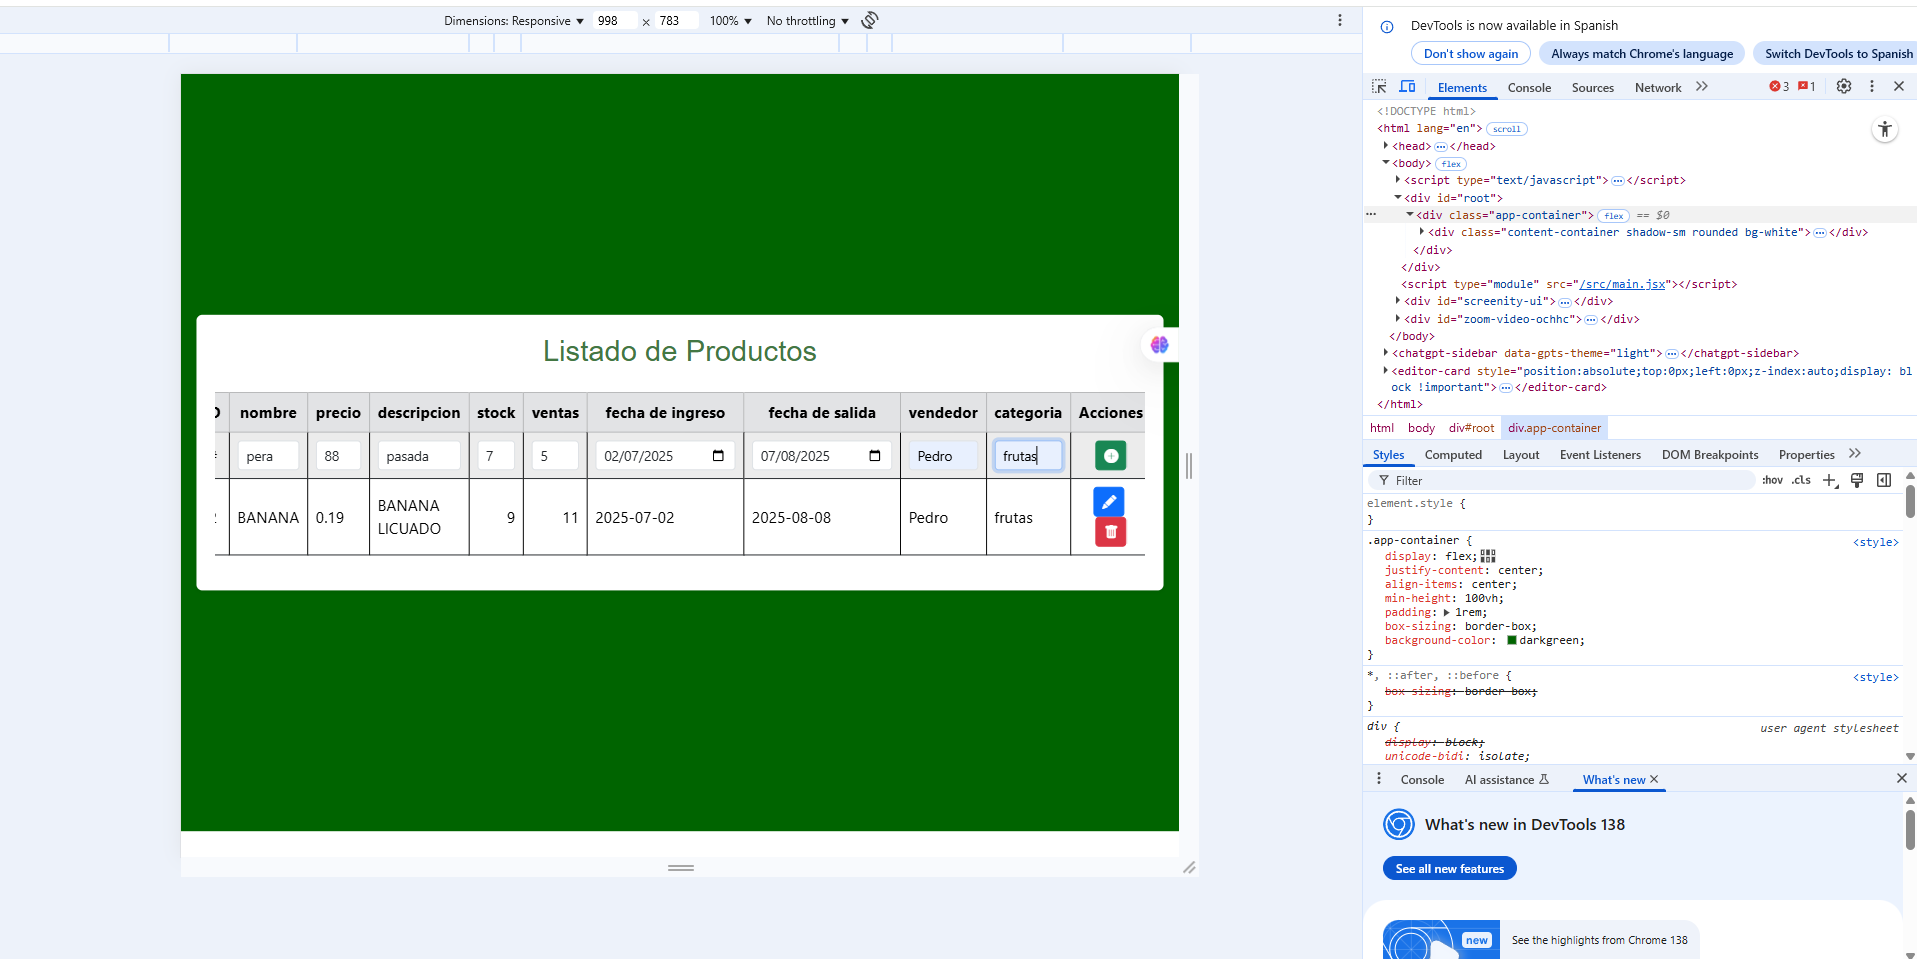 Dimensions: Responsive 998 x 783 100% No throttling
Listado de Productos
nombre precio descripcion stock ventas fecha de ingreso fecha de salida vendedor categoria Acciones
pera 88 pasada 7 5 02/07/2025 07/08/2025 Pedro frutas
BANANA 0.19 BANANA LICUADO 9 11 2025-07-02 2025-08-08 Pedro frutas
DevTools is now available in Spanish
Don't show again Always match Chrome's language Switch DevTools to Spanish
Elements Console Sources Network 3 1
<!DOCTYPE html>
<html lang="en"> scroll
<head> … </head>
<body> flex
<script type="text/javascript"> … </script>
<div id="root">
… <div class="app-container"> flex == $0
<div class="content-container shadow-sm rounded bg-white"> … </div>
</div>
</div>
<script type="module" src="/src/main.jsx"></script>
<div id="screenity-ui"> … </div>
<div id="zoom-video-ochhc"> … </div>
</body>
<chatgpt-sidebar data-gpts-theme="light"> … </chatgpt-sidebar>
<editor-card style="position:absolute;top:0px;left:0px;z-index:auto;display: bl
ock !important"> … </editor-card>
</html>
html body div#root div.app-container
Styles Computed Layout Event Listeners DOM Breakpoints Properties
Filter :hov .cls
element.style {
}
.app-container { <style>
display: flex;
justify-content: center;
align-items: center;
min-height: 100vh;
padding: 1rem;
box-sizing: border-box;
background-color: darkgreen;
}
*, ::after, ::before { <style>
box-sizing: border-box;
}
div { user agent stylesheet
display: block;
unicode-bidi: isolate;
Console AI assistance What's new
What's new in DevTools 138
See all new features
new See the highlights from Chrome 138